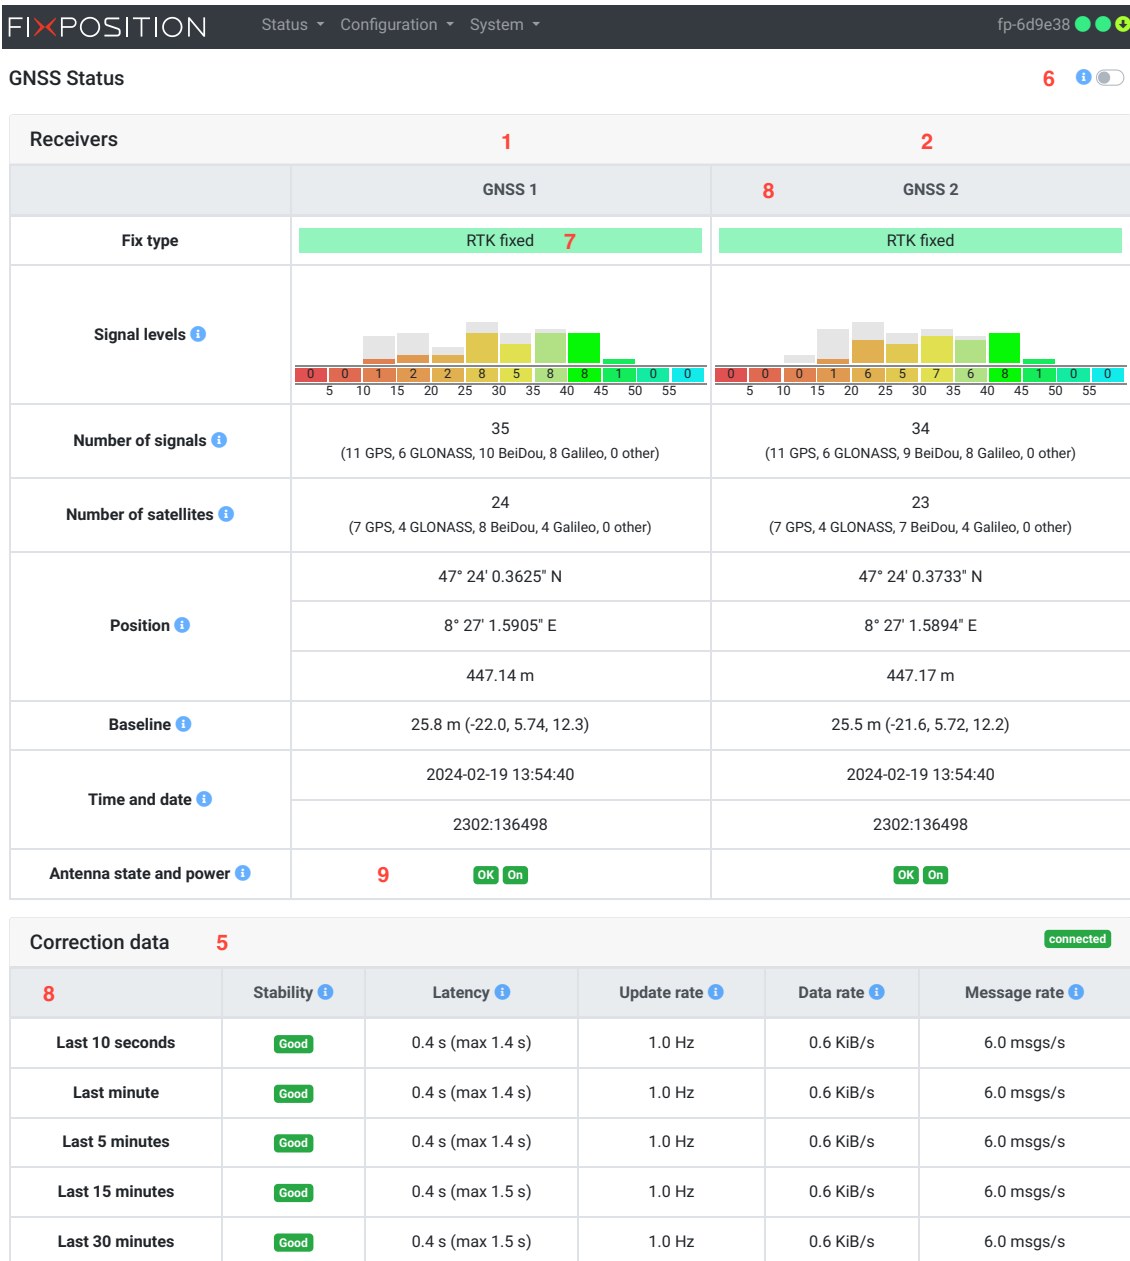 FIXPOSITION Status Configuration System fp-6d9e38
GNSS Status 6
Receivers 1 2
GNSS 1 8 GNSS 2
Fix type RTK fixed 7 RTK fixed
Signal levels
0 0 1 2 2 8 5 8 8 1 0 0 0 0 0 1 6 5 7 6 8 1 0 0
5 10 15 20 25 30 35 40 45 50 55 5 10 15 20 25 30 35 40 45 50 55
Number of signals 35 34
(11 GPS, 6 GLONASS, 10 BeiDou, 8 Galileo, 0 other) (11 GPS, 6 GLONASS, 9 BeiDou, 8 Galileo, 0 other)
Number of satellites 24 23
(7 GPS, 4 GLONASS, 8 BeiDou, 4 Galileo, 0 other) (7 GPS, 4 GLONASS, 7 BeiDou, 4 Galileo, 0 other)
47° 24' 0.3625" N 47° 24' 0.3733" N
Position 8° 27' 1.5905" E 8° 27' 1.5894" E
447.14 m 447.17 m
Baseline 25.8 m (-22.0, 5.74, 12.3) 25.5 m (-21.6, 5.72, 12.2)
Time and date 2024-02-19 13:54:40 2024-02-19 13:54:40
2302:136498 2302:136498
Antenna state and power 9 OK On OK On
Correction data 5 connected
8 Stability Latency Update rate Data rate Message rate
Last 10 seconds Good 0.4 s (max 1.4 s) 1.0 Hz 0.6 KiB/s 6.0 msgs/s
Last minute Good 0.4 s (max 1.4 s) 1.0 Hz 0.6 KiB/s 6.0 msgs/s
Last 5 minutes Good 0.4 s (max 1.4 s) 1.0 Hz 0.6 KiB/s 6.0 msgs/s
Last 15 minutes Good 0.4 s (max 1.5 s) 1.0 Hz 0.6 KiB/s 6.0 msgs/s
Last 30 minutes Good 0.4 s (max 1.5 s) 1.0 Hz 0.6 KiB/s 6.0 msgs/s